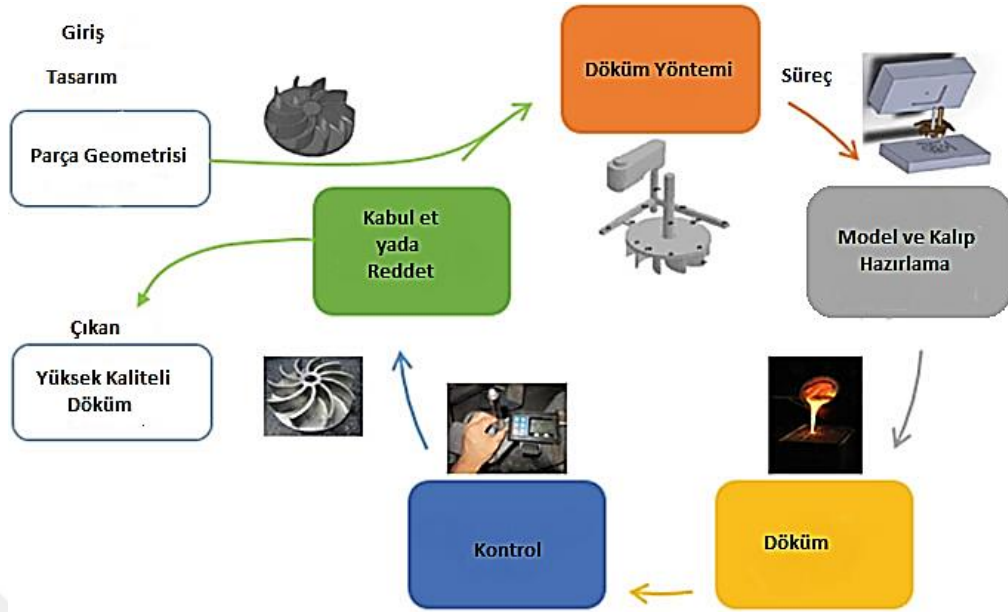 Giriş
Tasarım
Parça Geometrisi
Döküm Yöntemi
Süreç
Model ve Kalıp
Hazırlama
Döküm
Kontrol
Kabul et
yada
Reddet
Çıkan
Yüksek Kaliteli
Döküm